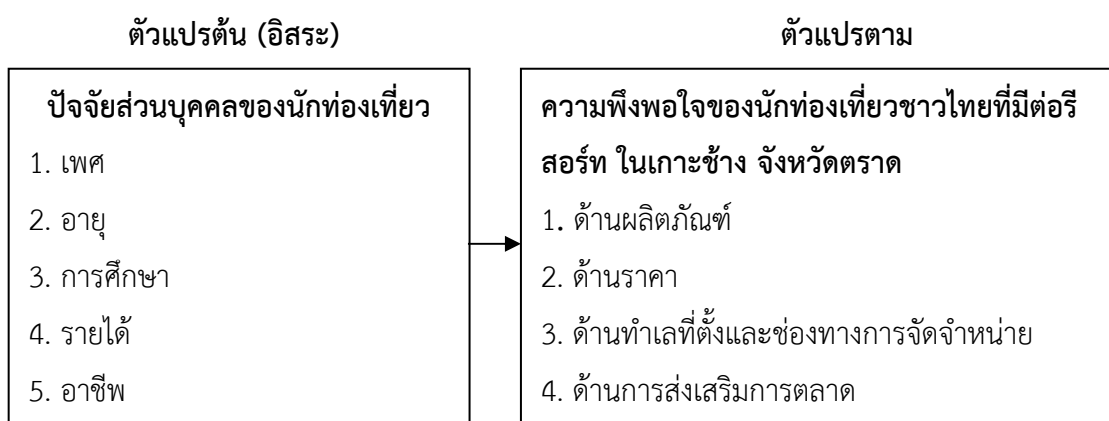 ตัวแปรต้น (อิสระ)
ตัวแปรตาม
ปัจจัยส่วนบุคคลของนักท่องเที่ยว
1. เพศ
2. อายุ
3. การศึกษา
4. รายได้
5. อาชีพ
ความพึงพอใจของนักท่องเที่ยวชาวไทยที่มีต่อรี
สอร์ท ในเกาะช้าง จังหวัดตราด
1. ด้านผลิตภัณฑ์
2. ด้านราคา
3. ด้านทำเลที่ตั้งและช่องทางการจัดจำหน่าย
4. ด้านการส่งเสริมการตลาด